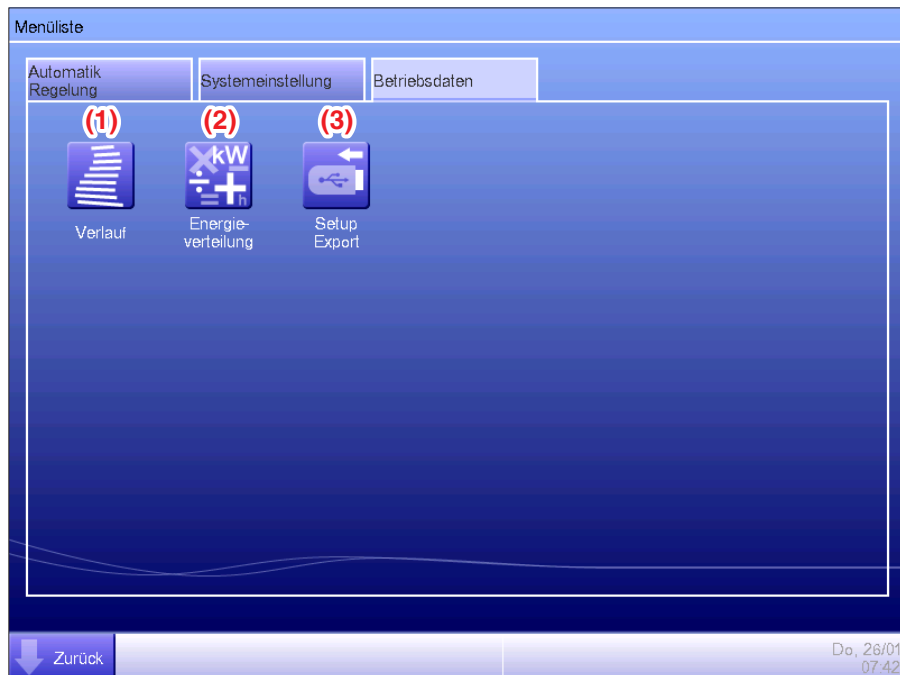 Menüliste
Automatik
Regelung
Systemeinstellung
Betriebsdaten
(1) (2) (3)
kW
h
Verlauf
Energie-
verteilung
Setup
Export
Zurück
Do, 26/01
07:42